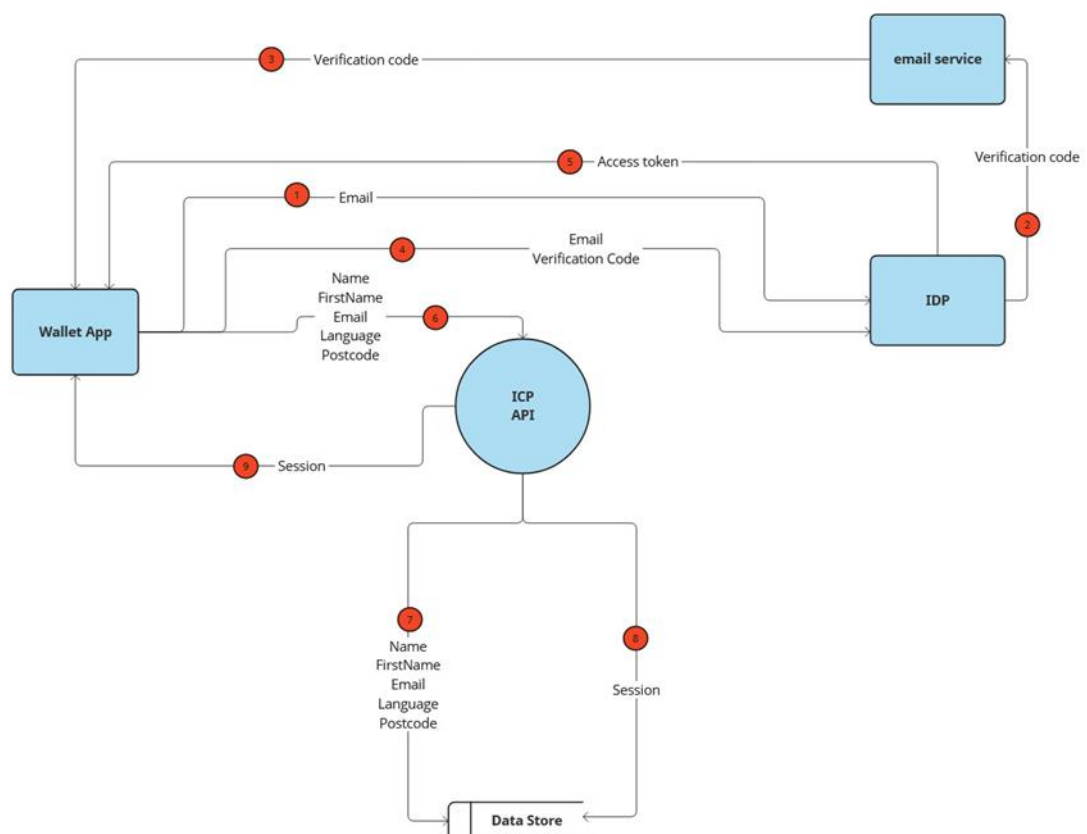 email service
3
Verification code
Verification code
5
Access token
1
Email
2
4
Email
Verification Code
IDP
Wallet App
Name
FirstName
Email
Language
Postcode
6
ICP
API
9
Session
7
Name
FirstName
Email
Language
Postcode
8
Session
Data Store